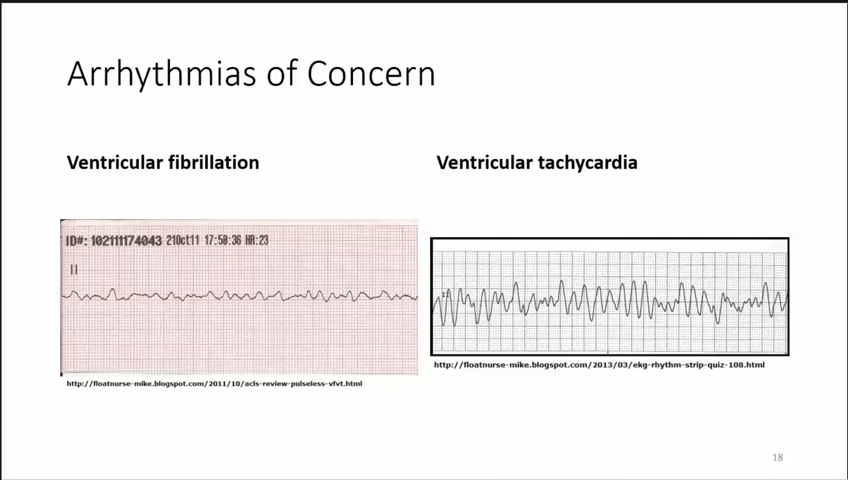 Arrhythmias of Concern
Ventricular fibrillation
Ventricular tachycardia
ID#: 102111174043 21Oct11 17:50:36 HR:23
II
http://floatnurse-mike.blogspot.com/2011/10/acls-review-pulseless-vfvt.html
http://floatnurse-mike.blogspot.com/2013/03/ekg-rhythm-strip-quiz-108.html
18